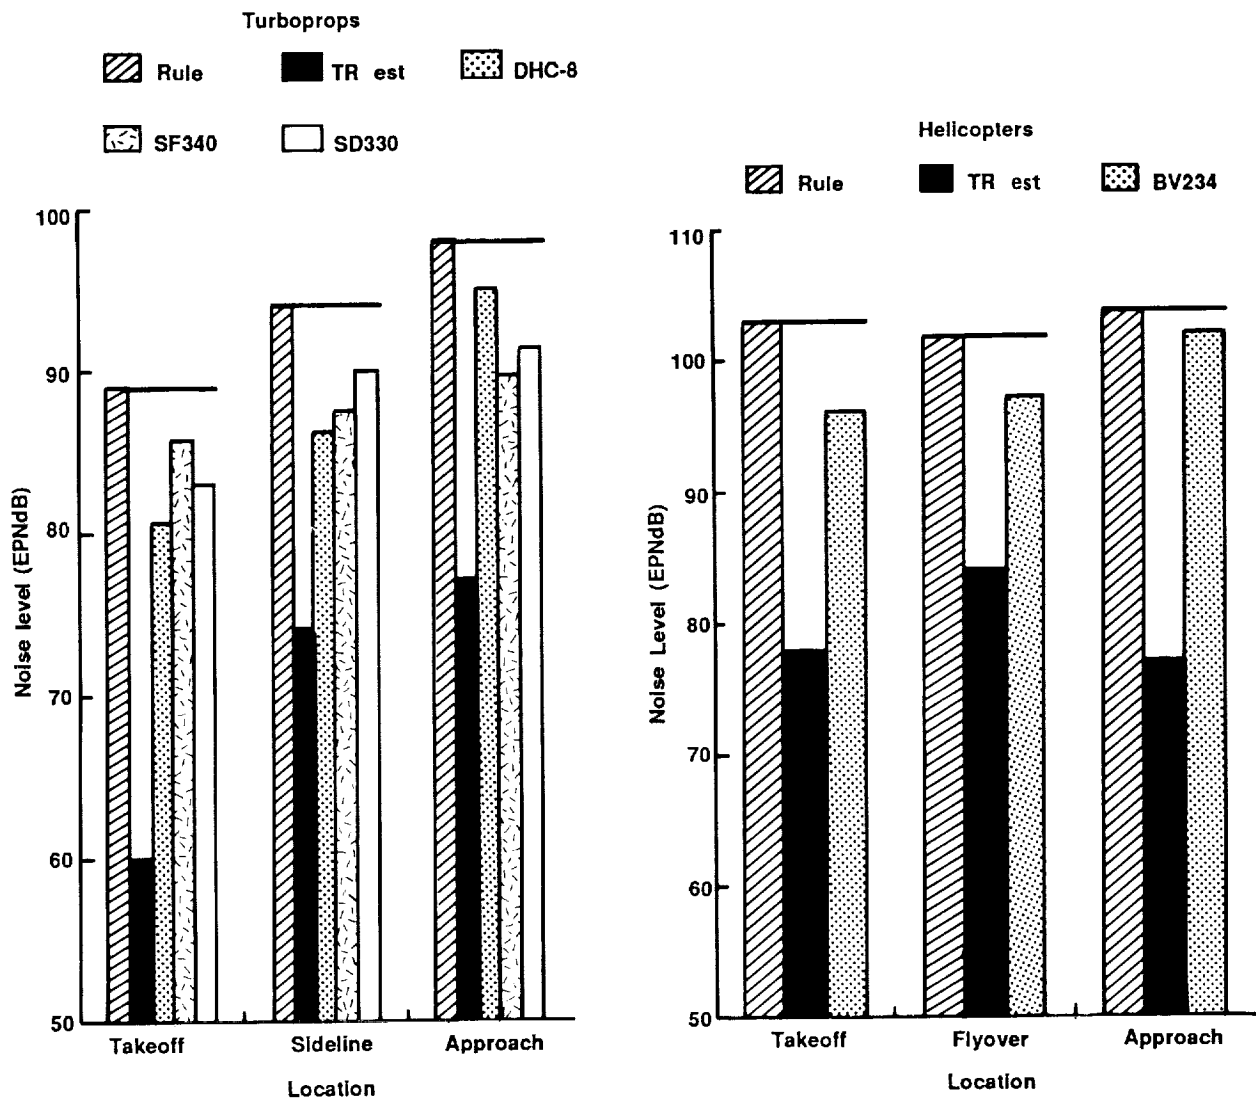 Turboprops
Rule
TR est
DHC-8
SF340
SD330
Noise level (EPNdB)
100
90
80
70
60
50
Takeoff
Sideline
Approach
Location
Helicopters
Rule
TR est
BV234
Noise Level (EPNdB)
110
100
90
80
70
60
50
Takeoff
Flyover
Approach
Location